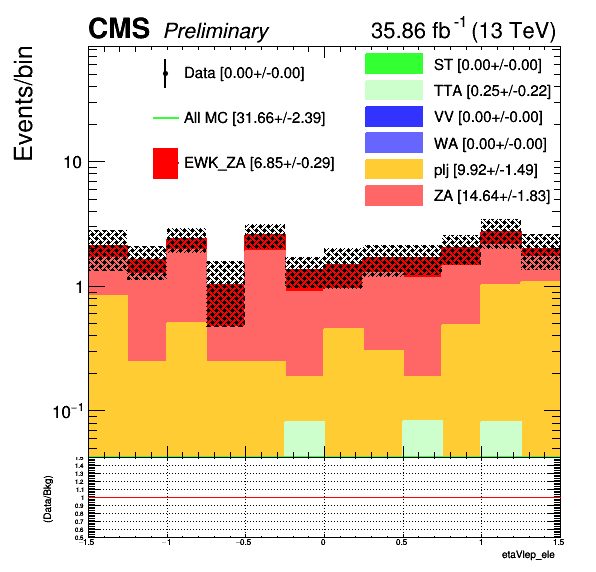 CMS Preliminary 35.86 fb⁻¹ (13 TeV)
Events/bin
Data [0.00+/-0.00]
All MC [31.66+/-2.39]
EWK_ZA [6.85+/-0.29]
ST [0.00+/-0.00]
TTA [0.25+/-0.22]
VV [0.00+/-0.00]
WA [0.00+/-0.00]
plj [9.92+/-1.49]
ZA [14.64+/-1.83]
10
1
10⁻¹
(Data/Bkg)
1.5
1.4
1.3
1.2
1.1
1
0.9
0.8
0.7
0.6
0.5
-1.5 -1 -0.5 0 0.5 1 1.5
etaVlep_ele